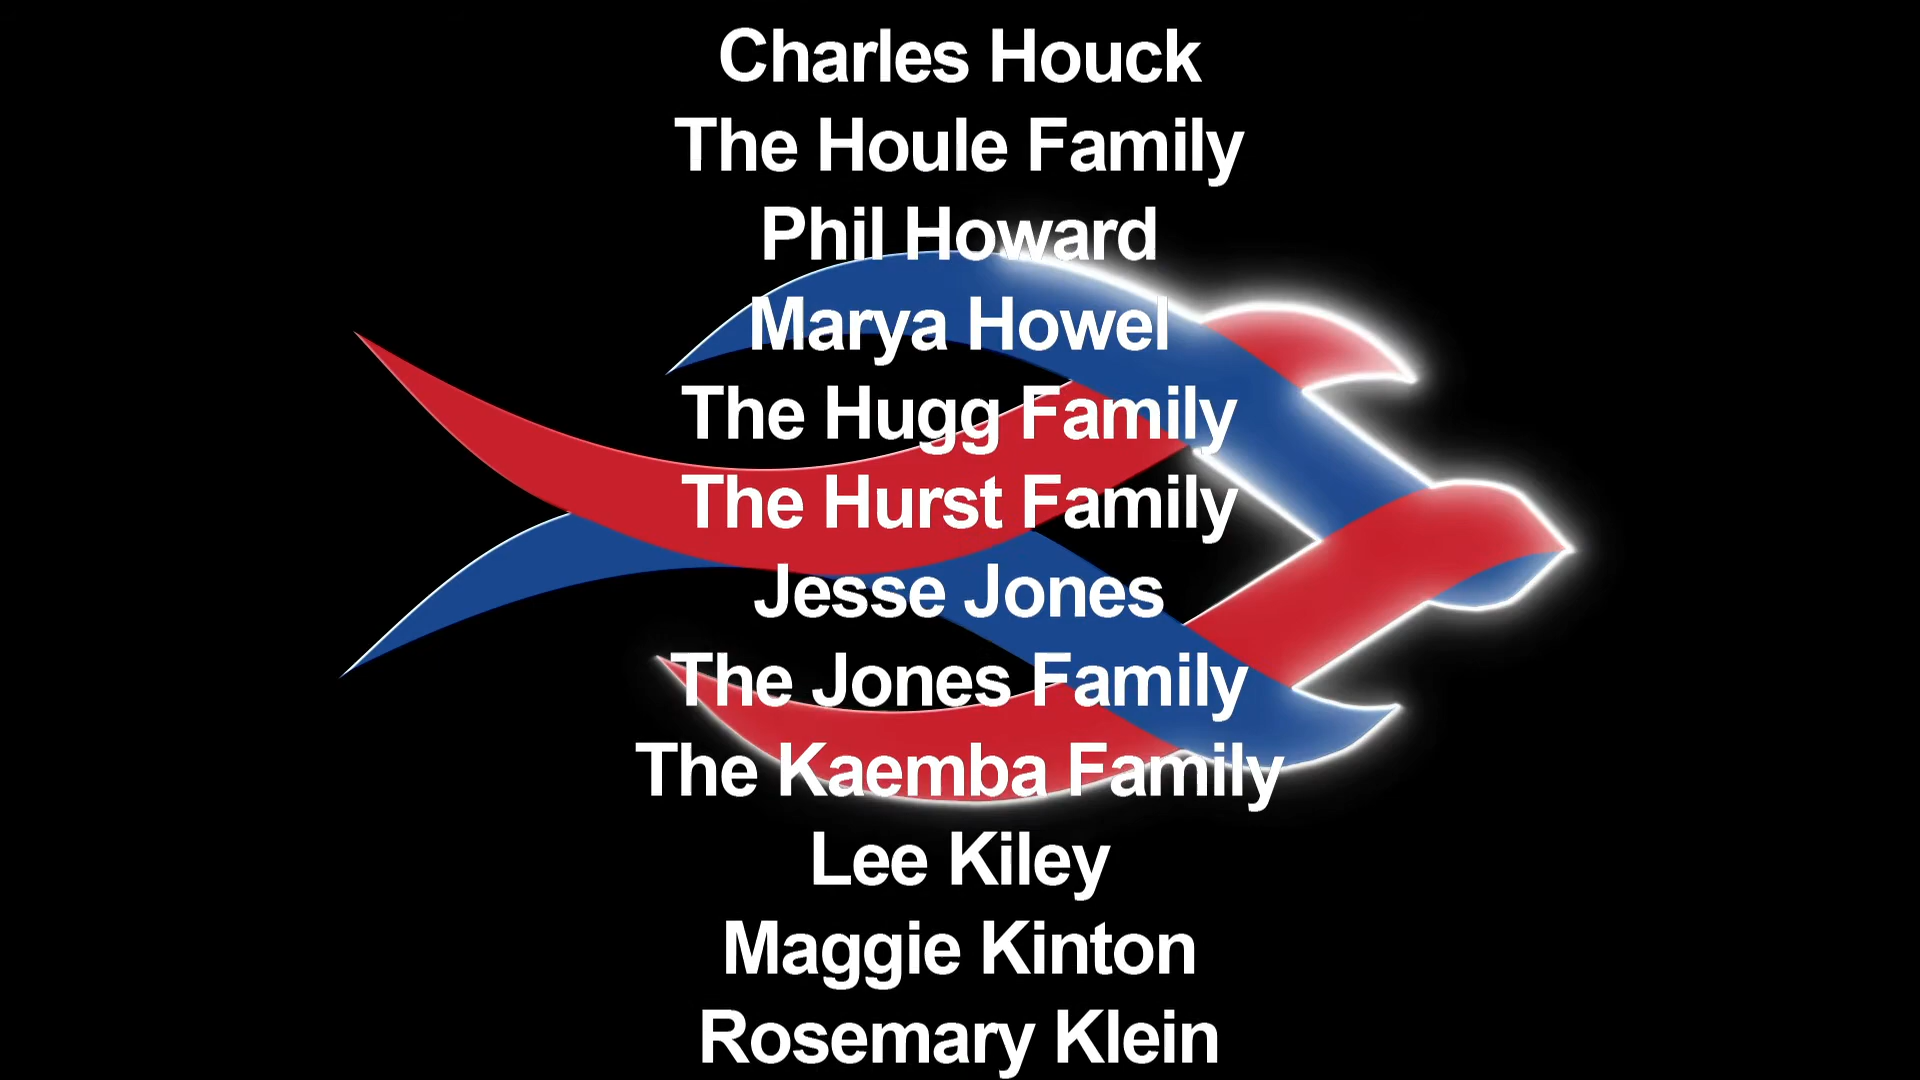 Charles Houck
The Houle Family
Phil Howard
Marya Howel
The Hugg Family
The Hurst Family
Jesse Jones
The Jones Family
The Kaemba Family
Lee Kiley
Maggie Kinton
Rosemary Klein